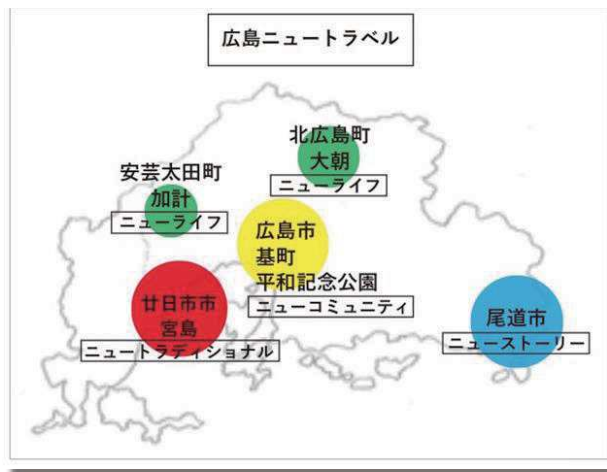 広島ニュートラベル
北広島町
大朝
ニューライフ
安芸太田町
加計
ニューライフ
広島市
基町
平和記念公園
ニューコミュニティ
廿日市市
宮島
ニュートラディショナル
尾道市
ニューストーリー